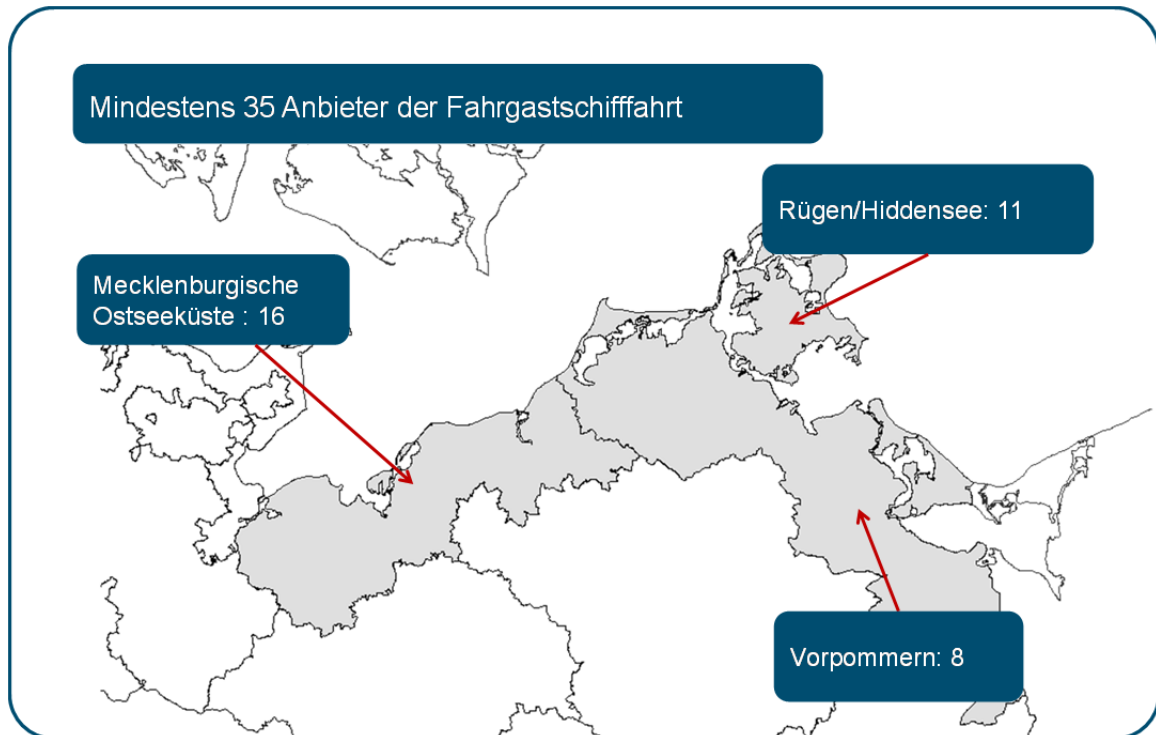 Mindestens 35 Anbieter der Fahrgastschifffahrt
Rügen/Hiddensee: 11
Mecklenburgische
Ostseeküste : 16
Vorpommern: 8